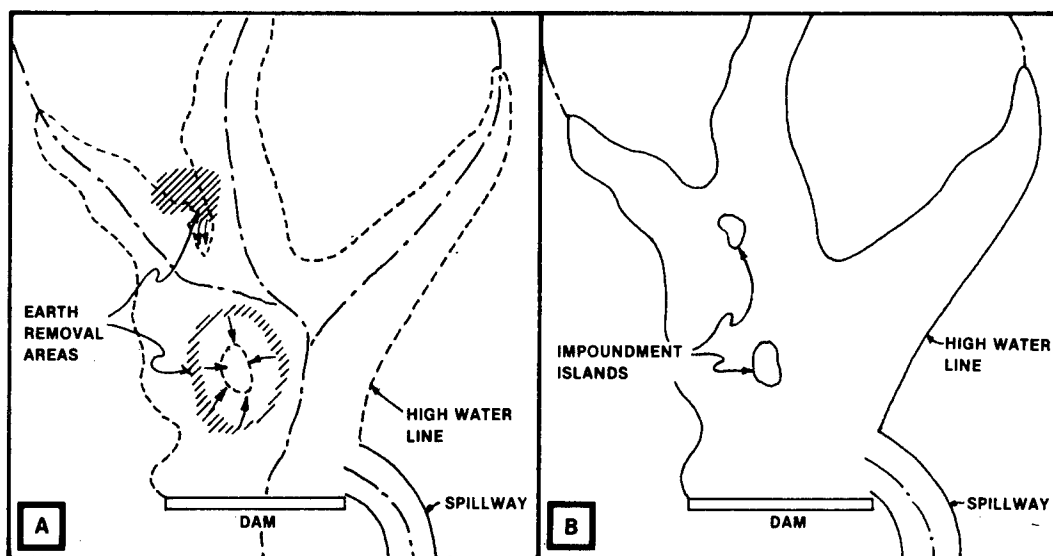 EARTH
REMOVAL
AREAS
HIGH WATER
LINE
SPILLWAY
DAM
A
IMPOUNDMENT
ISLANDS
HIGH WATER
LINE
SPILLWAY
DAM
B